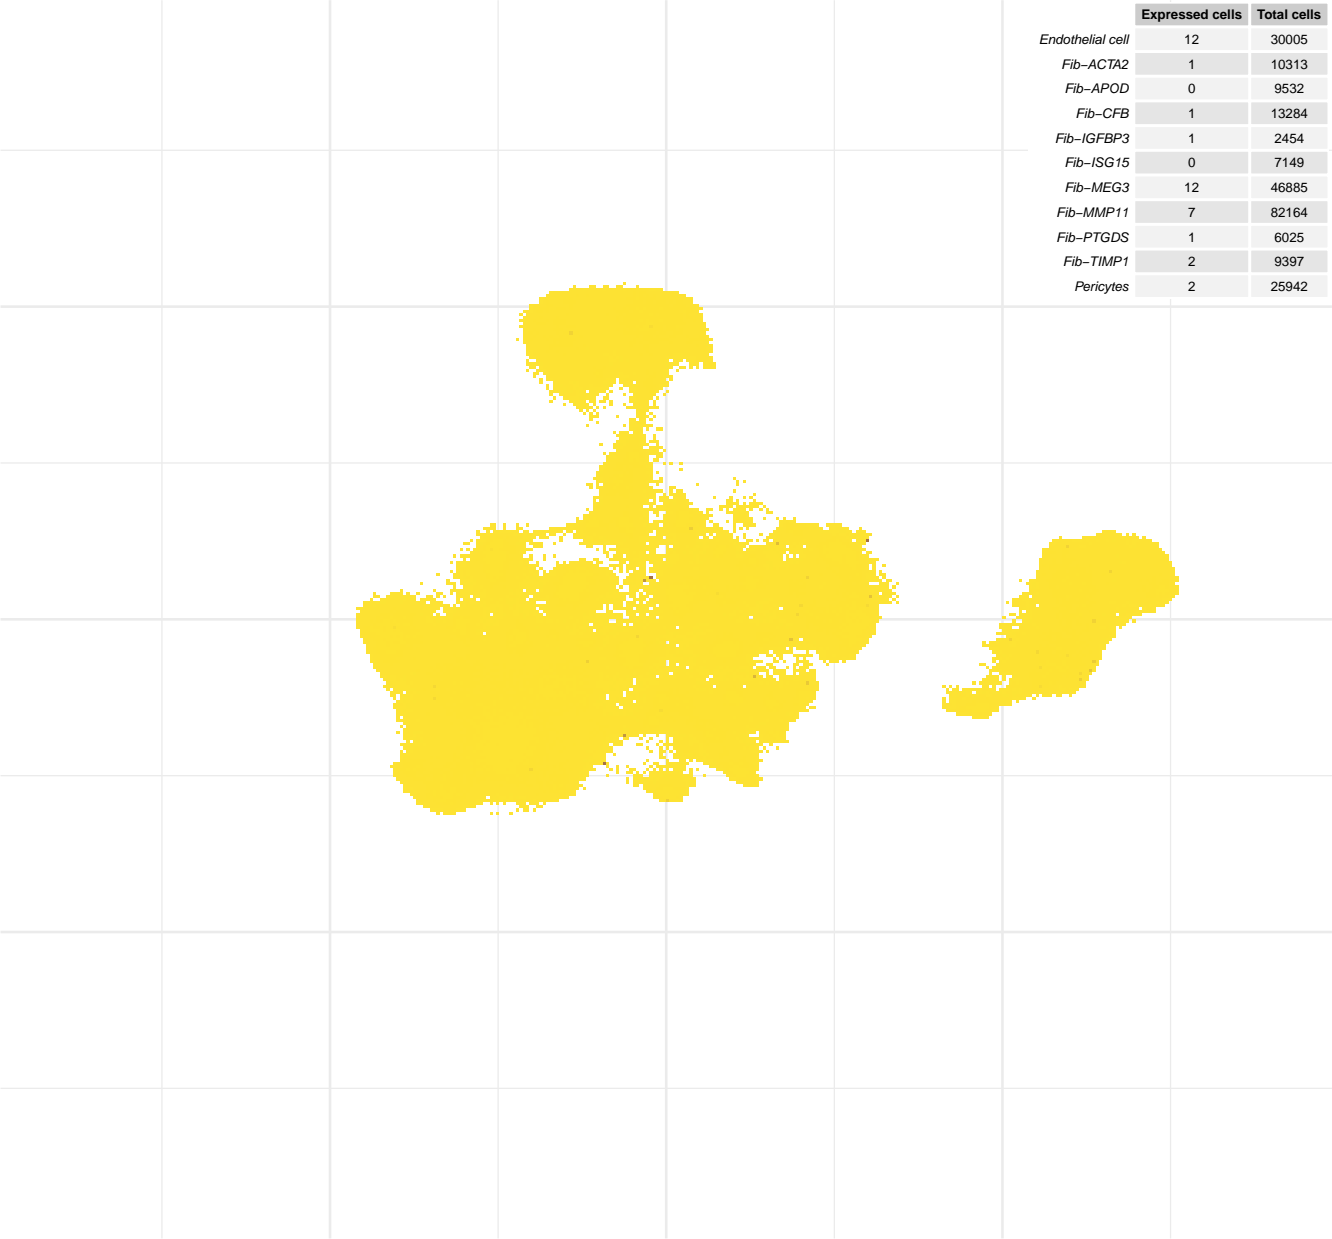 Expressed cells Total cells
Endothelial cell 12 30005
Fib−ACTA2 1 10313
Fib−APOD 0 9532
Fib−CFB 1 13284
Fib−IGFBP3 1 2454
Fib−ISG15 0 7149
Fib−MEG3 12 46885
Fib−MMP11 7 82164
Fib−PTGDS 1 6025
Fib−TIMP1 2 9397
Pericytes 2 25942